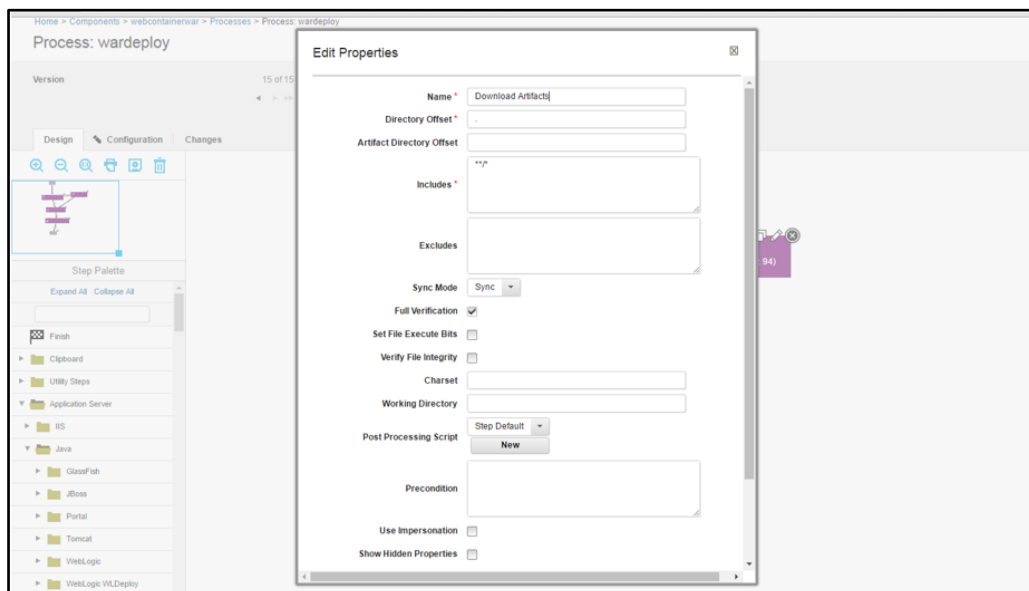 Home > Components > webcontainerwar > Processes > Process: wardeploy
Process: wardeploy
Version
15 of 15
Design
Configuration
Changes
Step Palette
Expand All Collapse All
Finish
Clipboard
Utility Steps
Application Server
IIS
Java
GlassFish
JBoss
Portal
Tomcat
WebLogic
WebLogic WLDeploy
Edit Properties
Name * Download Artifacts
Directory Offset * .
Artifact Directory Offset
Includes * **/*
Excludes
Sync Mode Sync
Full Verification
Set File Execute Bits
Verify File Integrity
Charset
Working Directory
Post Processing Script Step Default
New
Precondition
Use Impersonation
Show Hidden Properties
94)